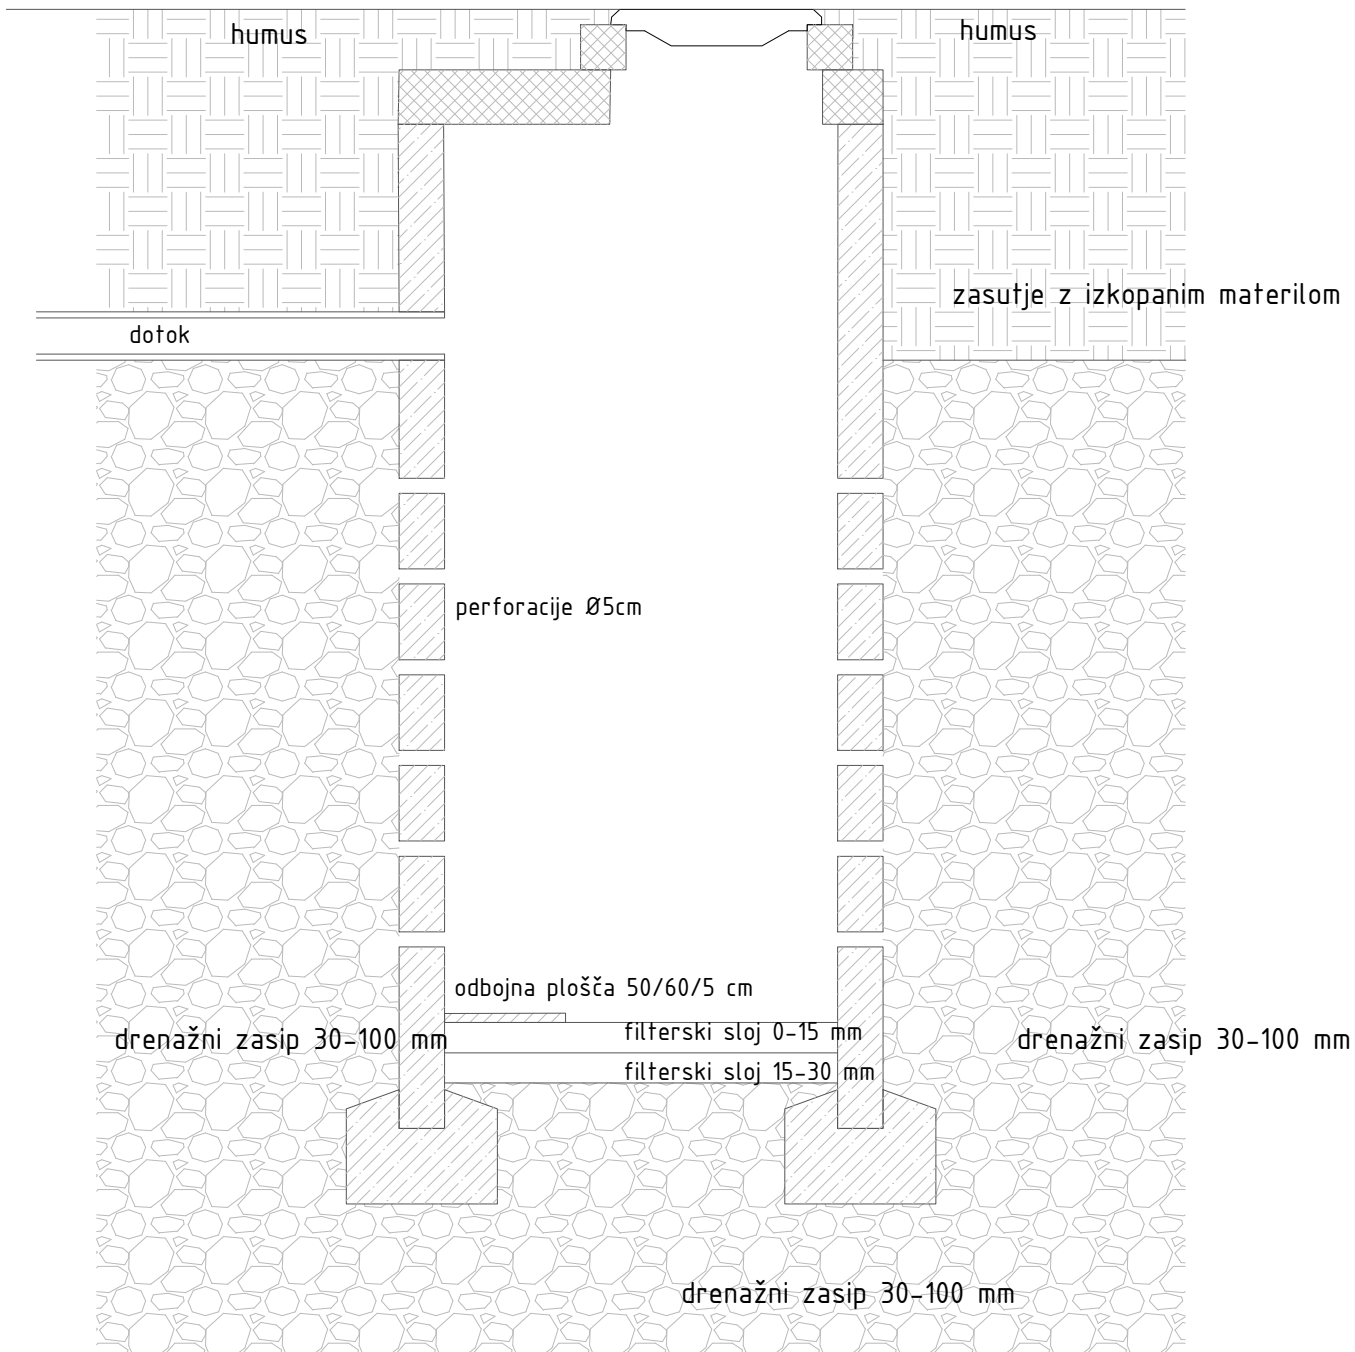 humus
humus
zasutje z izkopanim materilom
dotok
perforacije Ø5cm
odbojna plošča 50/60/5 cm
filterski sloj 0-15 mm
drenažni zasip 30-100 mm
drenažni zasip 30-100 mm
filterski sloj 15-30 mm
drenažni zasip 30-100 mm